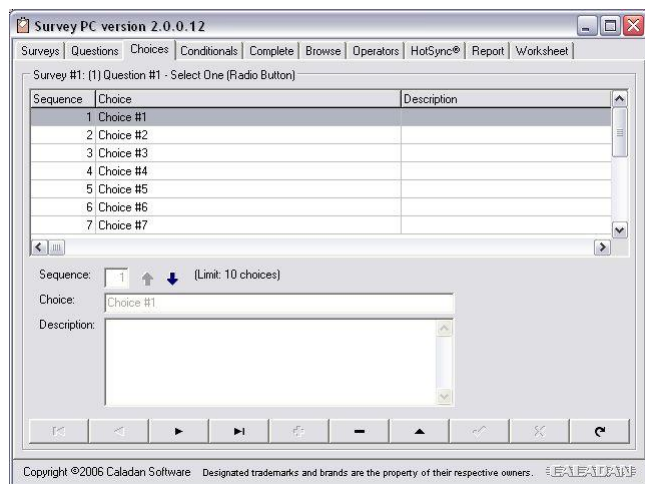 Survey PC version 2.0.0.12
Surveys Questions Choices Conditionals Complete Browse Operators HotSync® Report Worksheet
Survey #1: (1) Question #1 - Select One (Radio Button)
Sequence Choice Description
1 Choice #1
2 Choice #2
3 Choice #3
4 Choice #4
5 Choice #5
6 Choice #6
7 Choice #7
Sequence: 1 (Limit: 10 choices)
Choice: Choice #1
Description:
Copyright ©2006 Caladan Software Designated trademarks and brands are the property of their respective owners. CALADAN